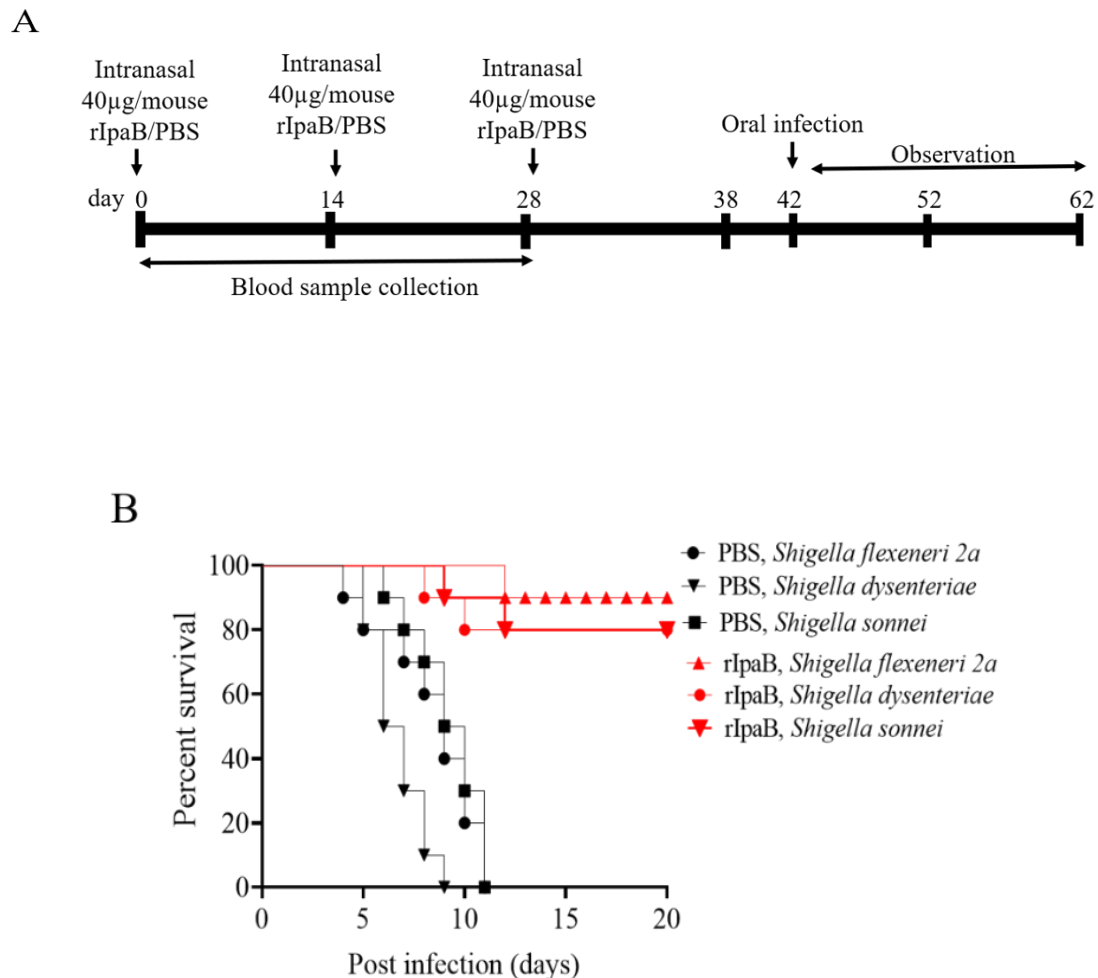 A
Intranasal
40µg/mouse
rIpaB/PBS
Intranasal
40µg/mouse
rIpaB/PBS
Intranasal
40µg/mouse
rIpaB/PBS
Oral infection
Observation
day 0 14 28 38 42 52 62
Blood sample collection
B
100
80
60
40
20
0
0 5 10 15 20
Percent survival
Post infection (days)
PBS, Shigella flexeneri 2a
PBS, Shigella dysenteriae
PBS, Shigella sonnei
rIpaB, Shigella flexeneri 2a
rIpaB, Shigella dysenteriae
rIpaB, Shigella sonnei